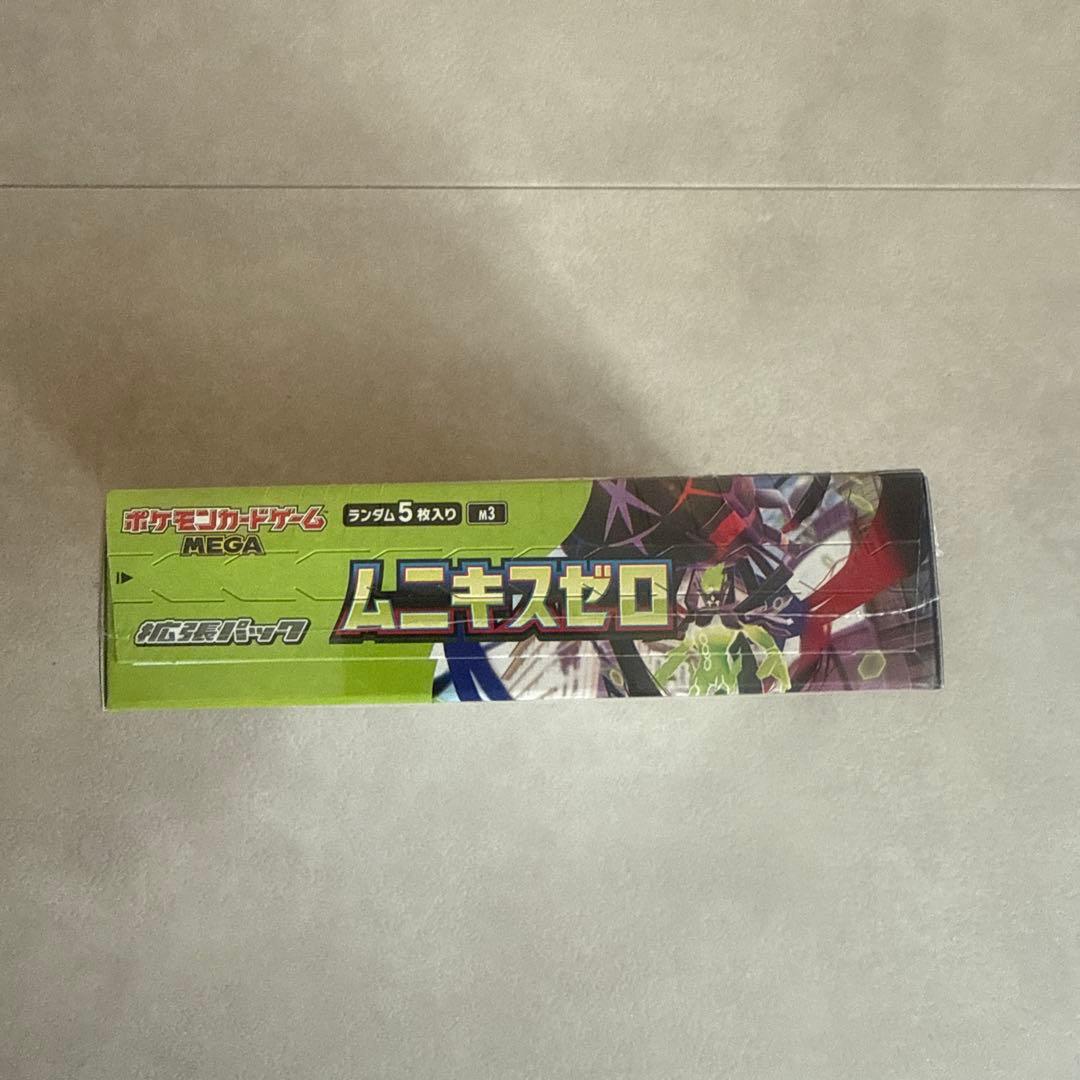 ポケモンカードゲーム
MEGA
ランダム5枚入り M3
ムニキスゼロ
拡張パック